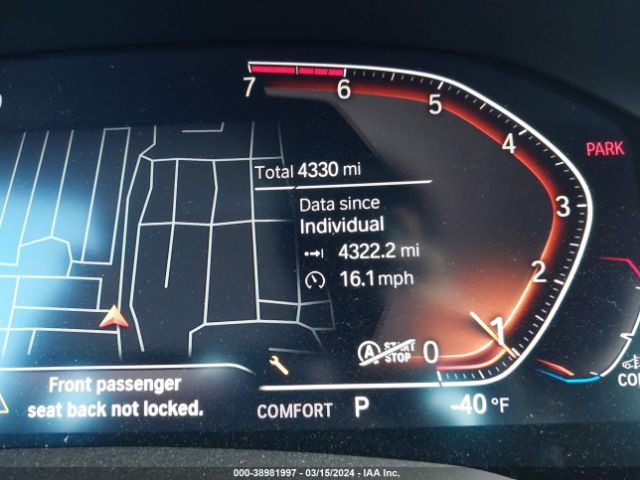 7
6
5
4
3
2
1
0
PARK
Total 4330 mi
Data since
Individual
4322.2 mi
16.1 mph
A START
STOP
Front passenger
seat back not locked.
COMFORT P -40 °F
000-38981997 - 03/15/2024 - IAA Inc.